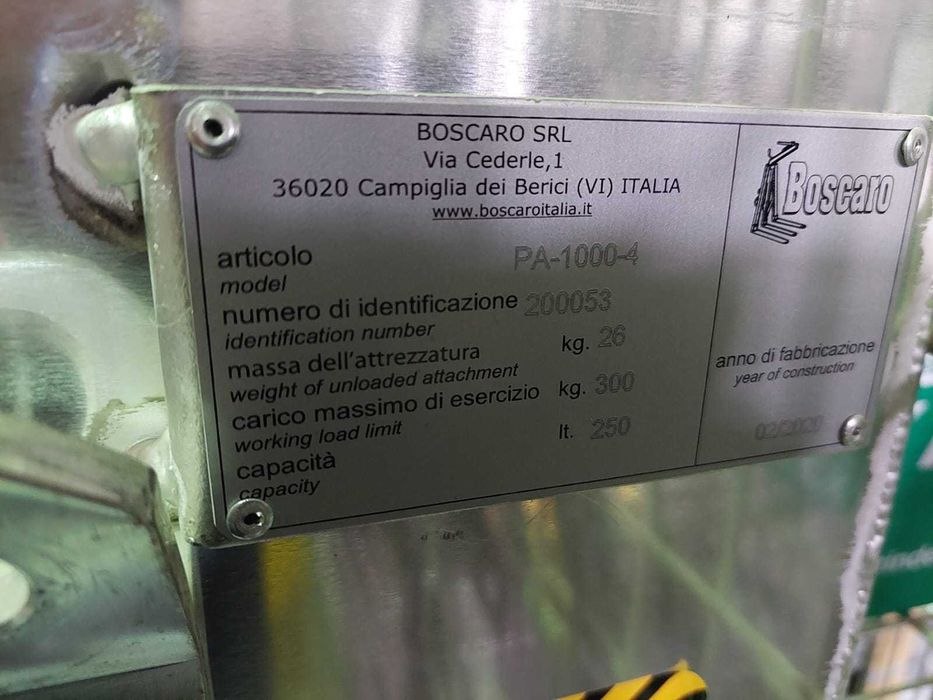 BOSCARO SRL
Via Cederle,1
36020 Campiglia dei Berici (VI) ITALIA
www.boscaroitalia.it
Boscaro
articolo PA-1000-4
model
numero di identificazione 200053
identification number
massa dell'attrezzatura kg. 26
weight of unloaded attachment
carico massimo di esercizio kg. 300
working load limit
lt. 250
capacità
capacity
anno di fabbricazione
year of construction
02/2020